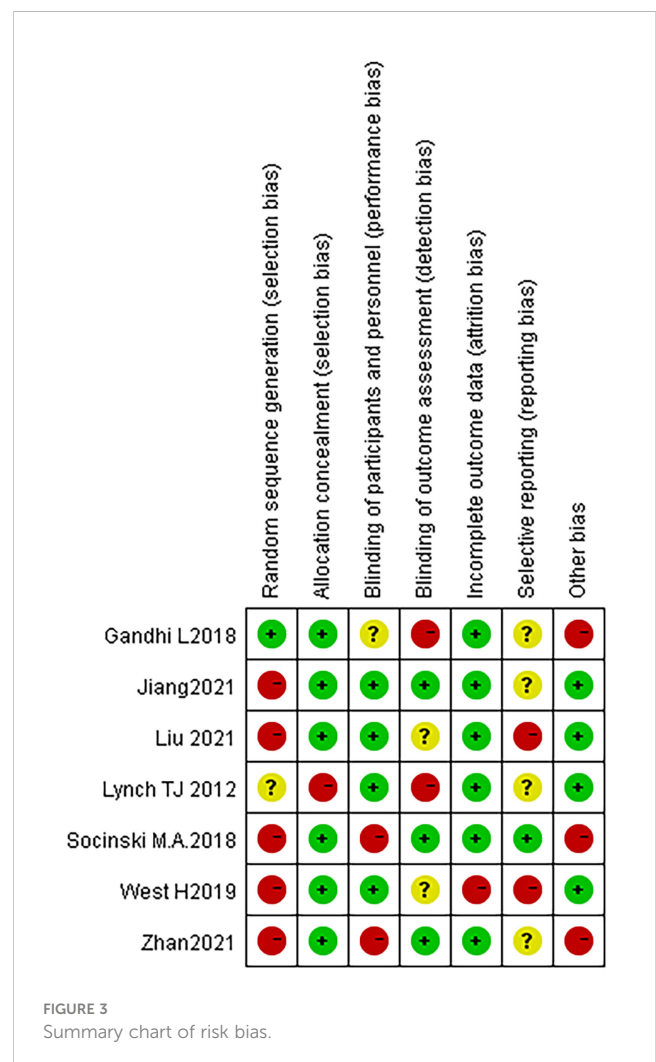 Random sequence generation (selection bias)
Allocation concealment (selection bias)
Blinding of participants and personnel (performance bias)
Blinding of outcome assessment (detection bias)
Incomplete outcome data (attrition bias)
Selective reporting (reporting bias)
Other bias
Gandhi L2018 + + ? - + ? -
Jiang2021 - + + + + ? +
Liu 2021 - + + ? + - +
Lynch TJ 2012 ? - + - + ? +
Socinski M.A.2018 - + - + + + -
West H2019 - + + ? - - +
Zhan2021 - + - + + ? -
FIGURE 3
Summary chart of risk bias.